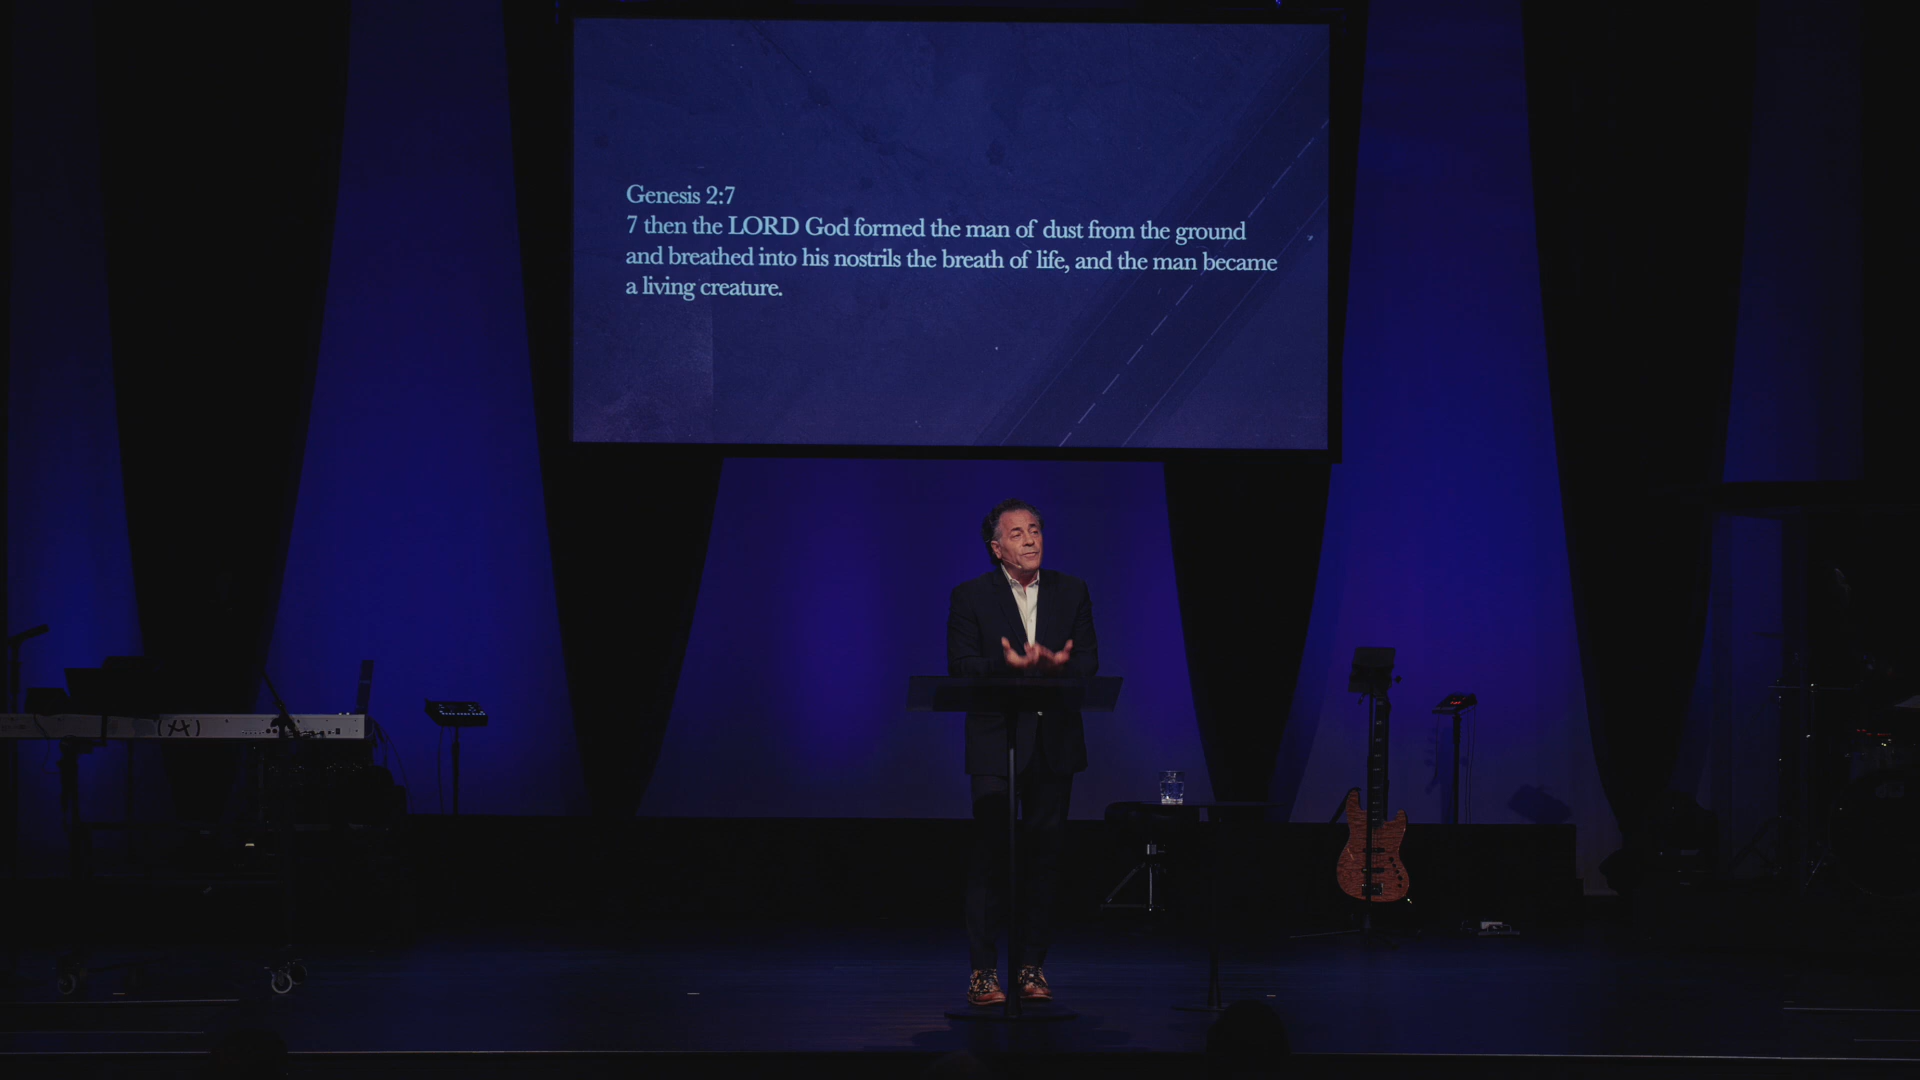 Genesis 2:7
7 then the LORD God formed the man of dust from the ground
and breathed into his nostrils the breath of life, and the man became
a living creature.